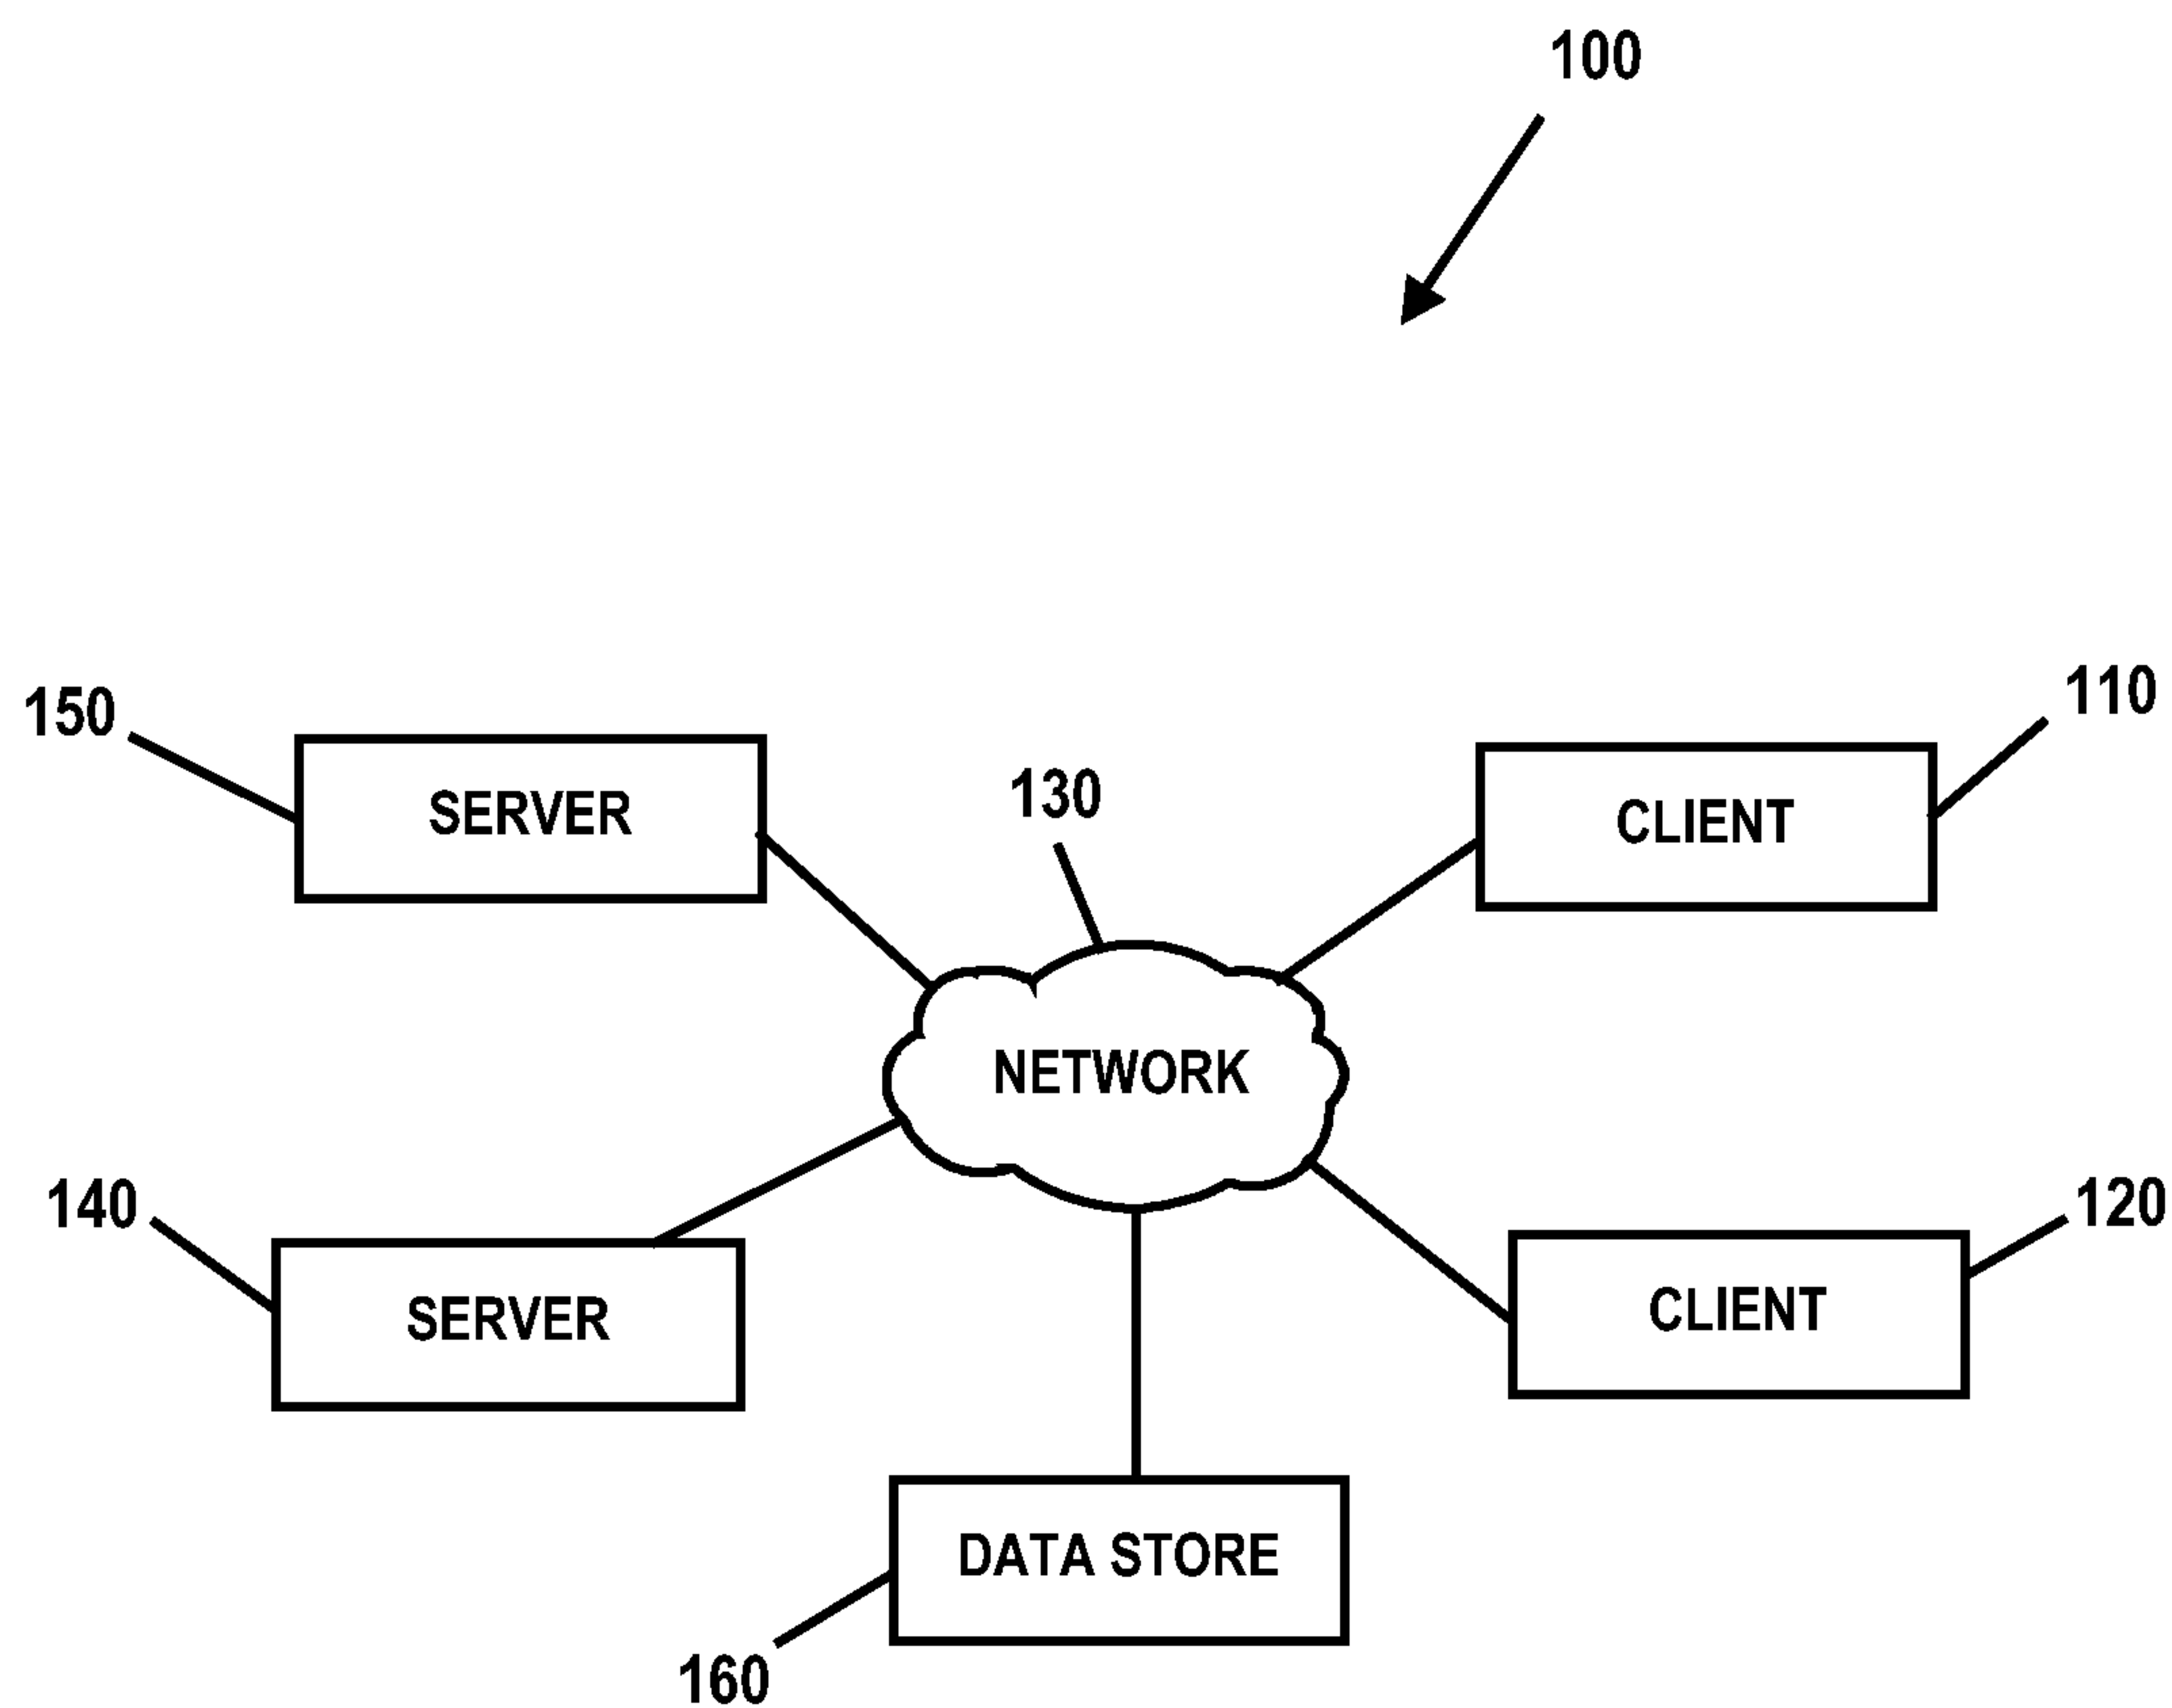 100
150
110
SERVER
130
CLIENT
NETWORK
140
120
SERVER
CLIENT
DATA STORE
160